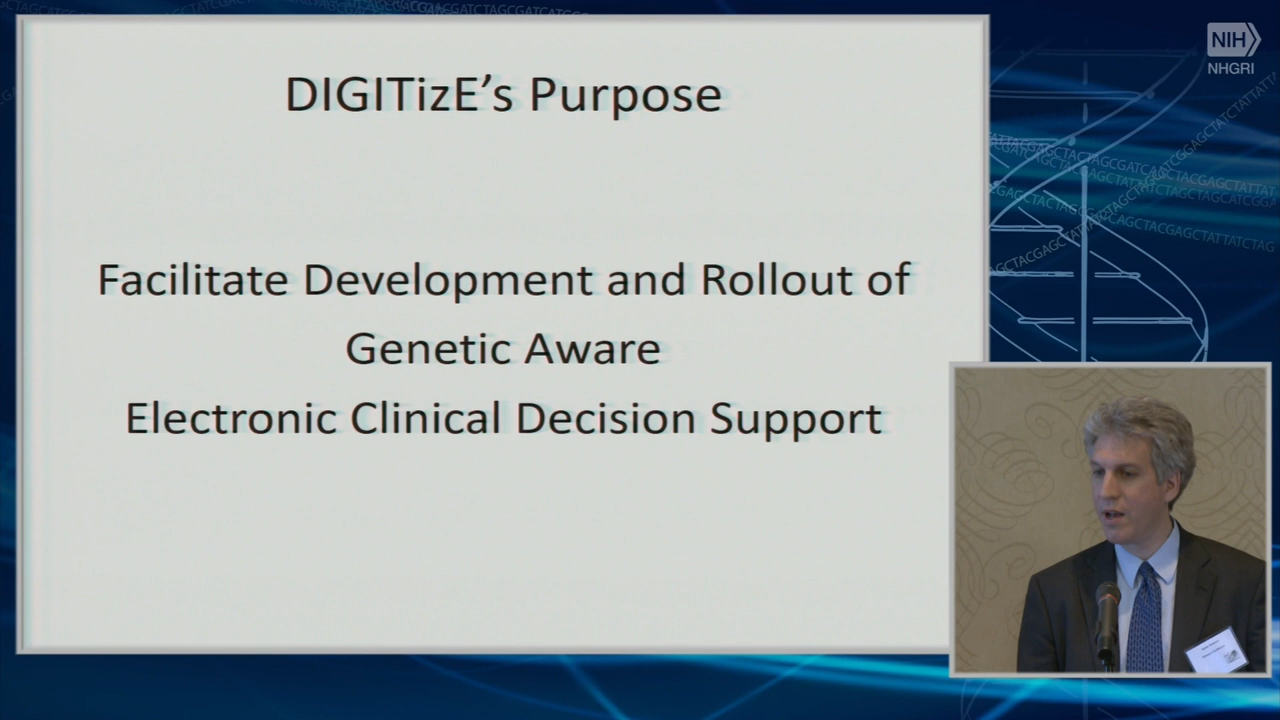 DIGITizE's Purpose
Facilitate Development and Rollout of
Genetic Aware
Electronic Clinical Decision Support
NIH
NHGRI